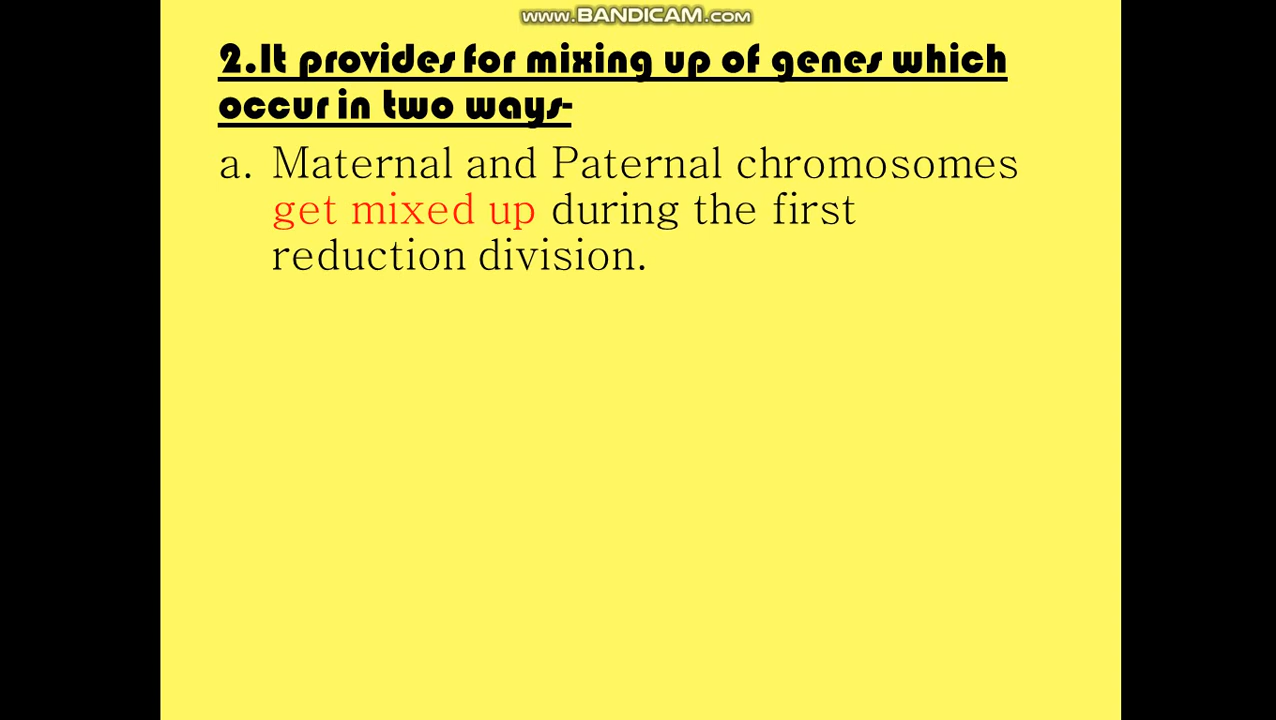 www.BANDICAM.com
2.It provides for mixing up of genes which
occur in two ways-
a. Maternal and Paternal chromosomes
get mixed up during the first
reduction division.